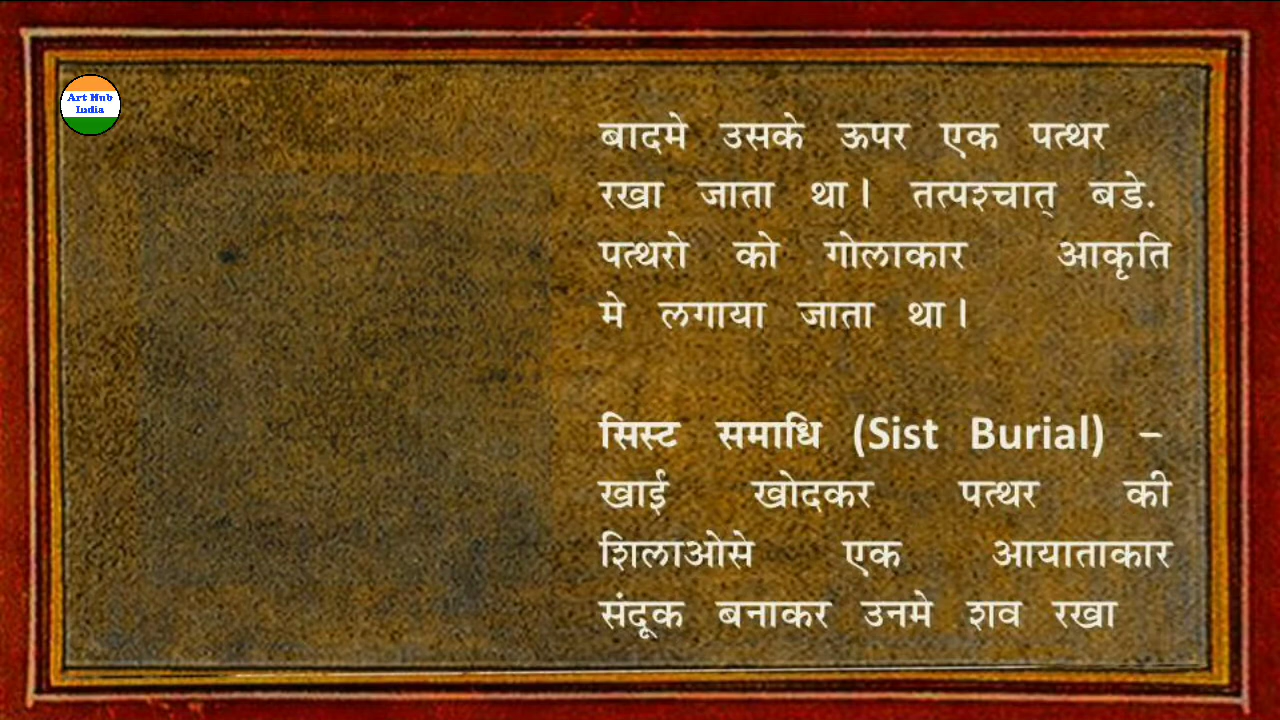 Art Hub
India
बादमे उसके ऊपर एक पत्थर
रखा जाता था। तत्पश्चात् बडे.
पत्थरो को गोलाकार आकृति
मे लगाया जाता था।
सिस्ट समाधि (Sist Burial) –
खाई खोदकर पत्थर की
शिलाओसे एक आयाताकार
संदूक बनाकर उनमे शव रखा